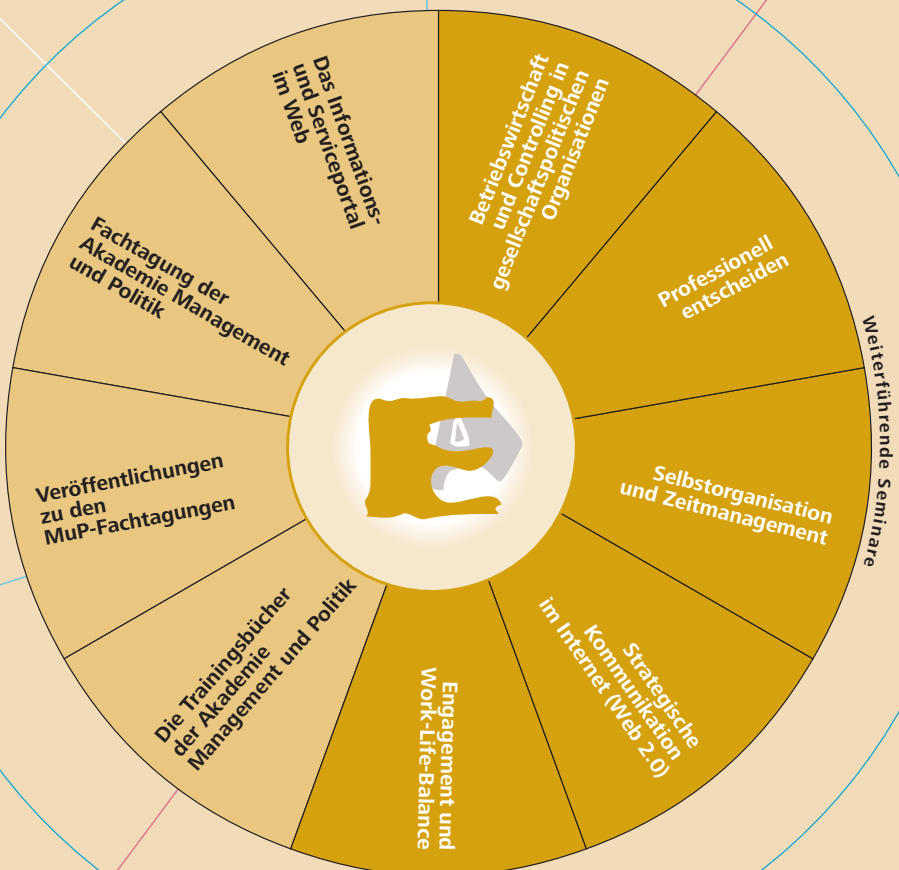 Betriebswirtschaft
und Controlling in
gesellschaftspolitischen
Organisationen
Professionell
entscheiden
Weiterführende Seminare
Selbstorganisation
und Zeitmanagement
Strategische
Kommunikation
im Internet (Web 2.0)
Engagement und
Work-Life-Balance
Die Trainingsbücher
der Akademie
Management und Politik
Veröffentlichungen
zu den
MuP-Fachtagungen
Fachtagung der
Akademie Management
und Politik
Das Informations-
und Serviceportal
im Web